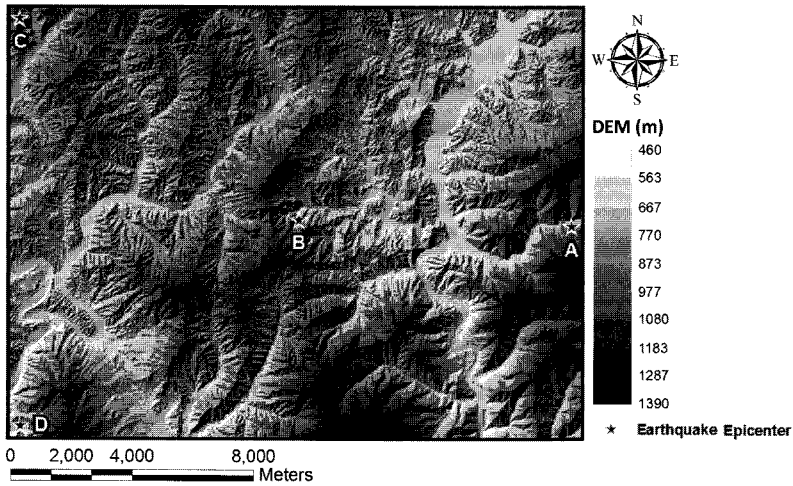 C
N
W E
S
DEM (m)
460
563
667
770
873
977
1080
1183
1287
1390
A
B
D
Earthquake Epicenter
0 2,000 4,000 8,000
Meters